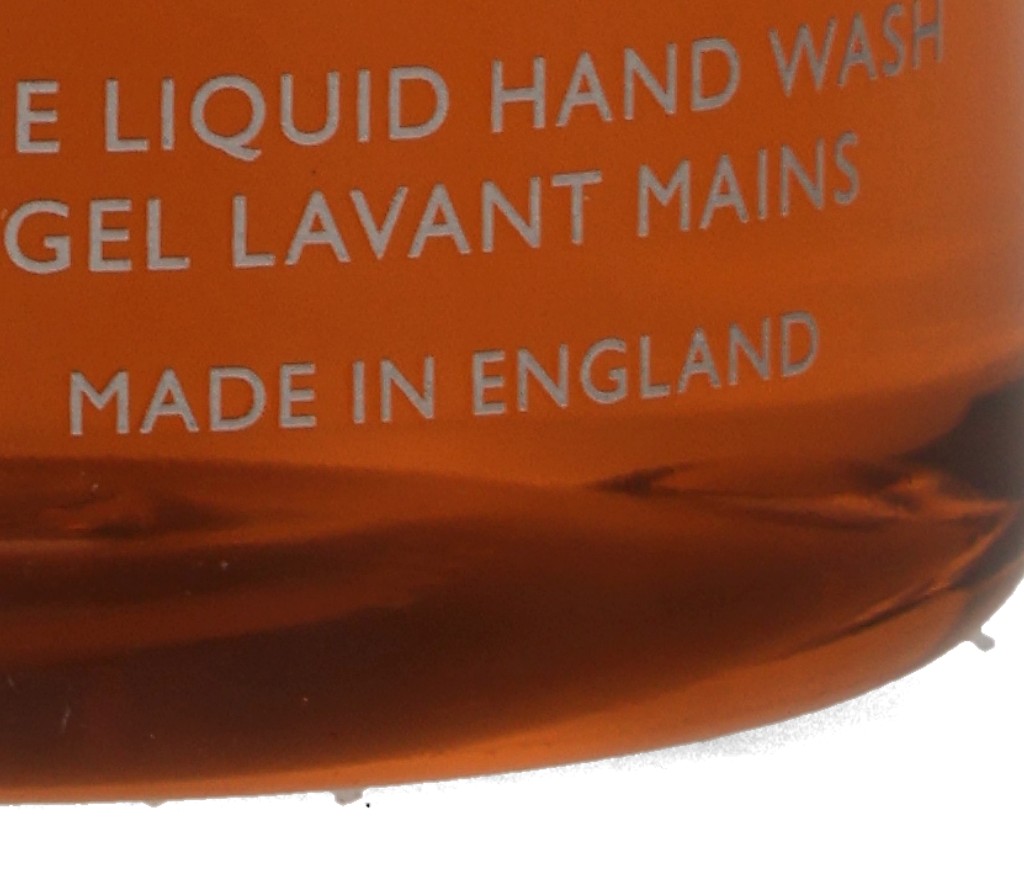 E LIQUID HAND WASH
GEL LAVANT MAINS
MADE IN ENGLAND